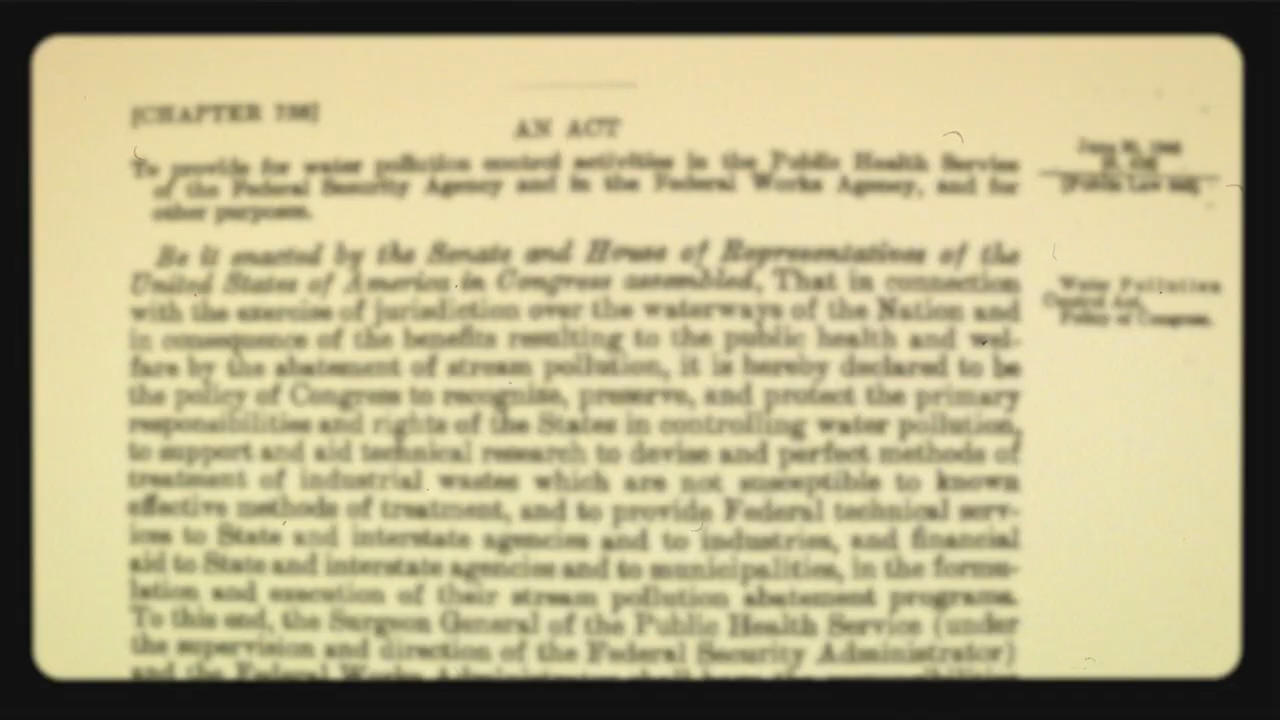 [CHAPTER 758]
AN ACT
To provide for water pollution control activities in the Public Health Service
of the Federal Security Agency and in the Federal Works Agency, and for
other purposes.
Be it enacted by the Senate and House of Representatives of the
United States of America in Congress assembled, That in connection
with the exercise of jurisdiction over the waterways of the Nation and
in consequence of the benefits resulting to the public health and wel-
fare by the abatement of stream pollution, it is hereby declared to be
the policy of Congress to recognize, preserve, and protect the primary
responsibilities and rights of the States in controlling water pollution,
to support and aid technical research to devise and perfect methods of
treatment of industrial wastes which are not susceptible to known
effective methods of treatment, and to provide Federal technical serv-
ices to State and interstate agencies and to industries, and financial
aid to State and interstate agencies and to municipalities, in the formu-
lation and execution of their stream pollution abatement programs.
To this end, the Surgeon General of the Public Health Service (under
the supervision and direction of the Federal Security Administrator)
and the Federal Works
June
[Public Law
Water Pollution
Control Act.
Policy of Congress.